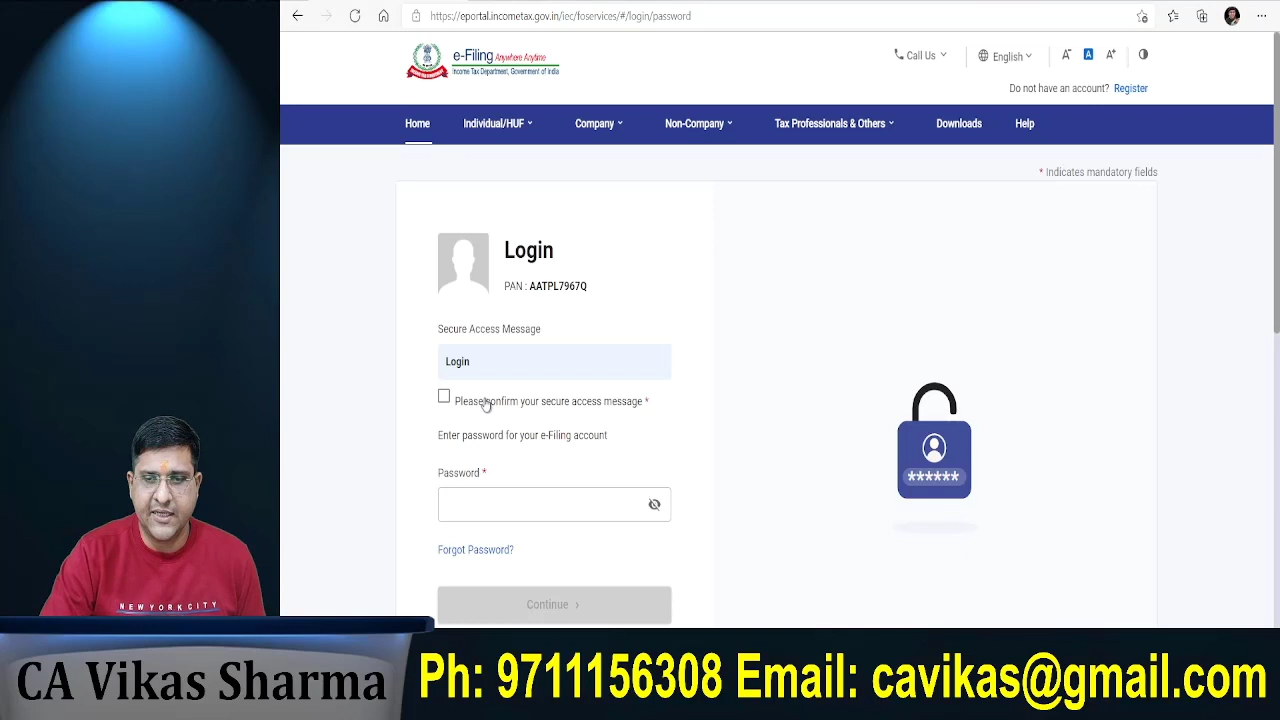 https://eportal.incometax.gov.in/iec/foservices/#/login/password
e-Filing Anywhere Anytime
Income Tax Department, Government of India
Call Us
English
A-
A
A+
Do not have an account? Register
Home
Individual/HUF
Company
Non-Company
Tax Professionals & Others
Downloads
Help
* Indicates mandatory fields
Login
PAN : AATPL7967Q
Secure Access Message
Login
Please confirm your secure access message *
Enter password for your e-Filing account
Password *
******
Forgot Password?
Continue >
NEWYORKCITY
CA Vikas Sharma
Ph: 9711156308 Email: cavikas@gmail.com